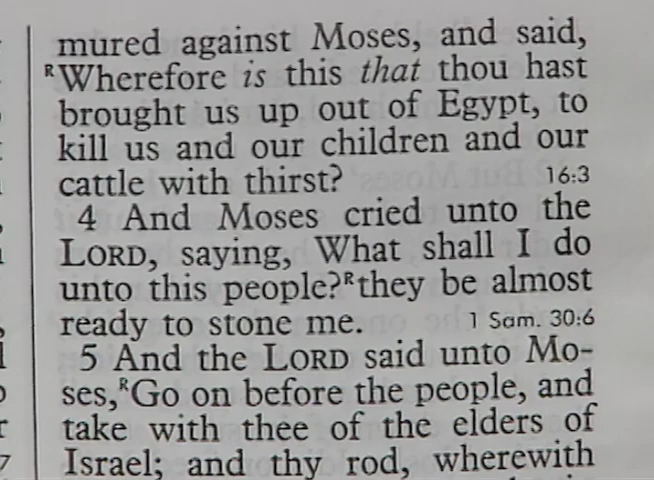 mured against Moses, and said,
ᴿWherefore is this that thou hast
brought us up out of Egypt, to
kill us and our children and our
cattle with thirst? 16:3
4 And Moses cried unto the
LORD, saying, What shall I do
unto this people?ᴿthey be almost
ready to stone me. 1 Sam. 30:6
5 And the LORD said unto Mo-
ses,ᴿGo on before the people, and
take with thee of the elders of
Israel; and thy rod, wherewith